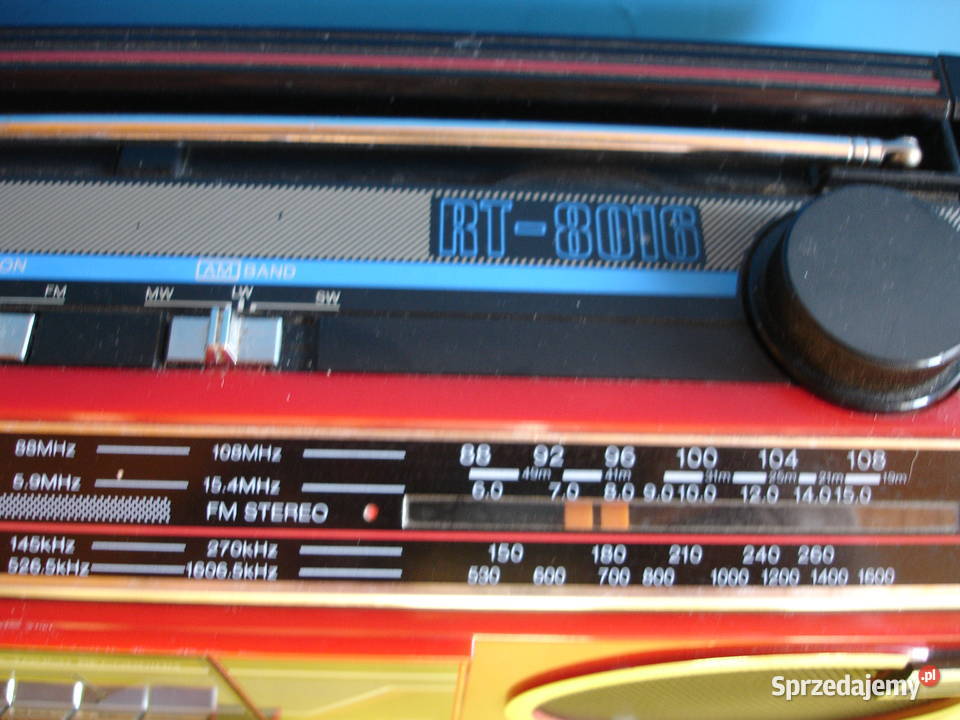 RT-8016
ON
AM BAND
FM
MW LW SW
88MHz 108MHz 88 92 96 100 104 108
49m 41m 31m 25m 21m 19m
5.9MHz 15.4MHz 6.0 7.0 8.0 9.0 10.0 12.0 14.0 15.0
FM STEREO
145kHz 270kHz 150 180 210 240 260
526.5kHz 1606.5kHz 530 600 700 800 1000 1200 1400 1600
Sprzedajemy.pl